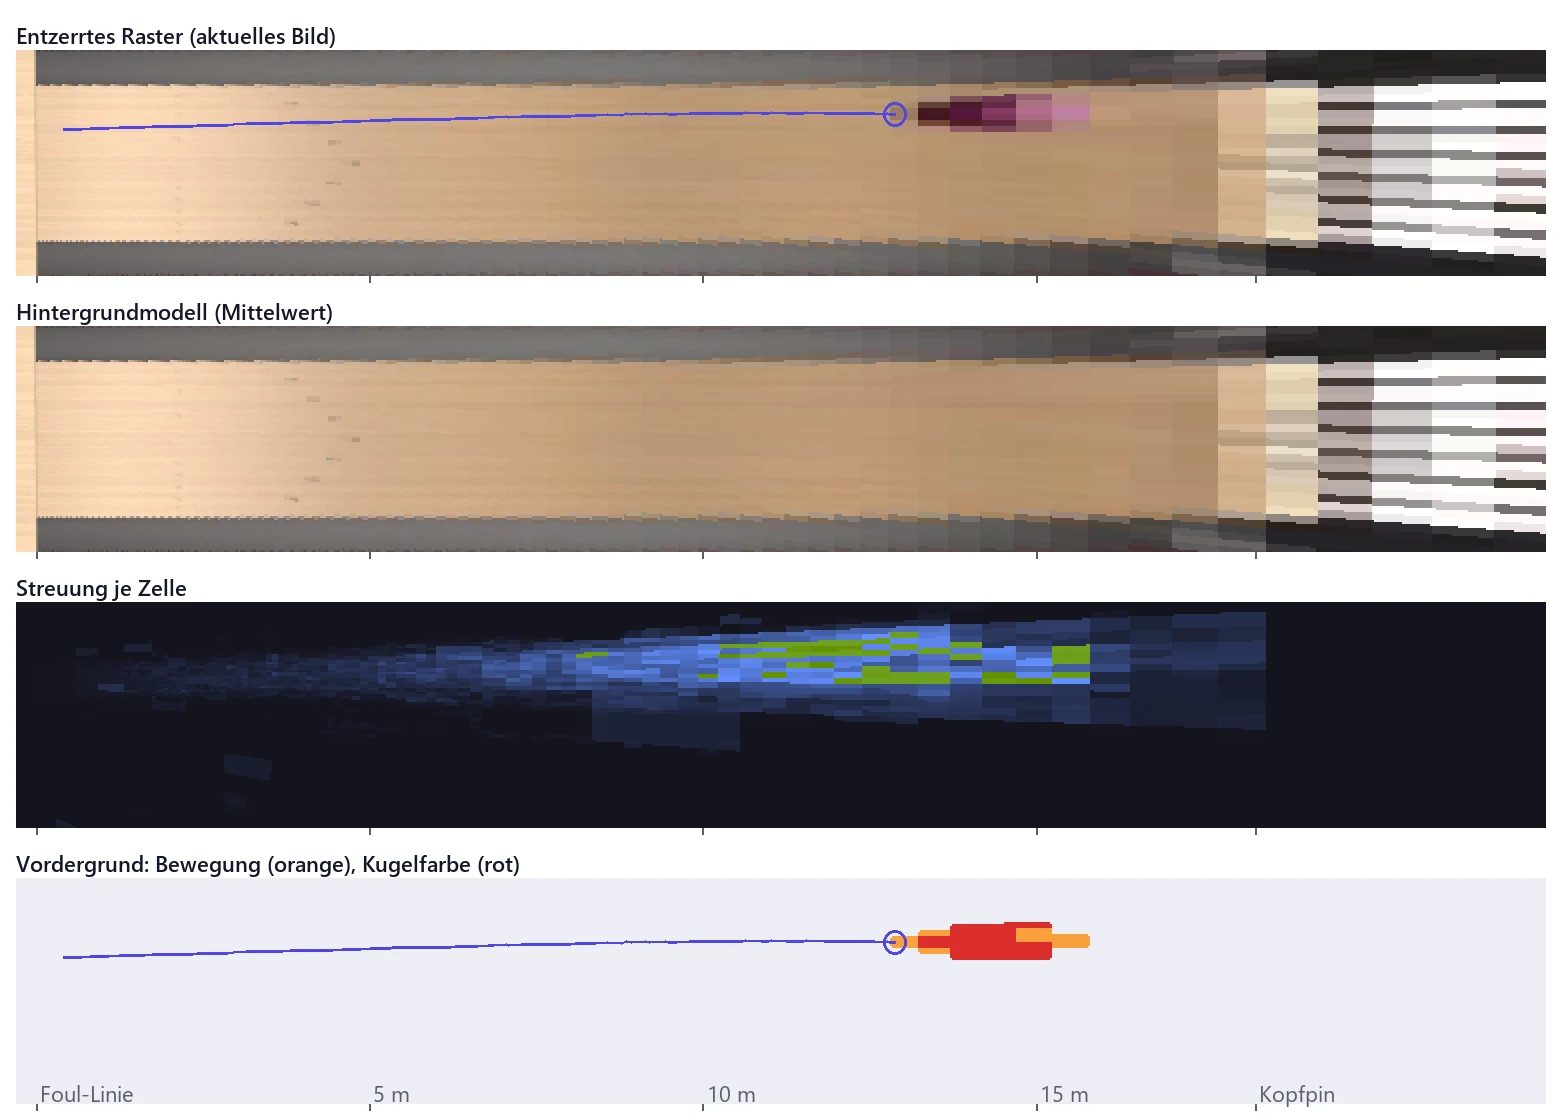 Entzerrtes Raster (aktuelles Bild)
Hintergrundmodell (Mittelwert)
Streuung je Zelle
Vordergrund: Bewegung (orange), Kugelfarbe (rot)
Foul-Linie 5 m 10 m 15 m Kopfpin